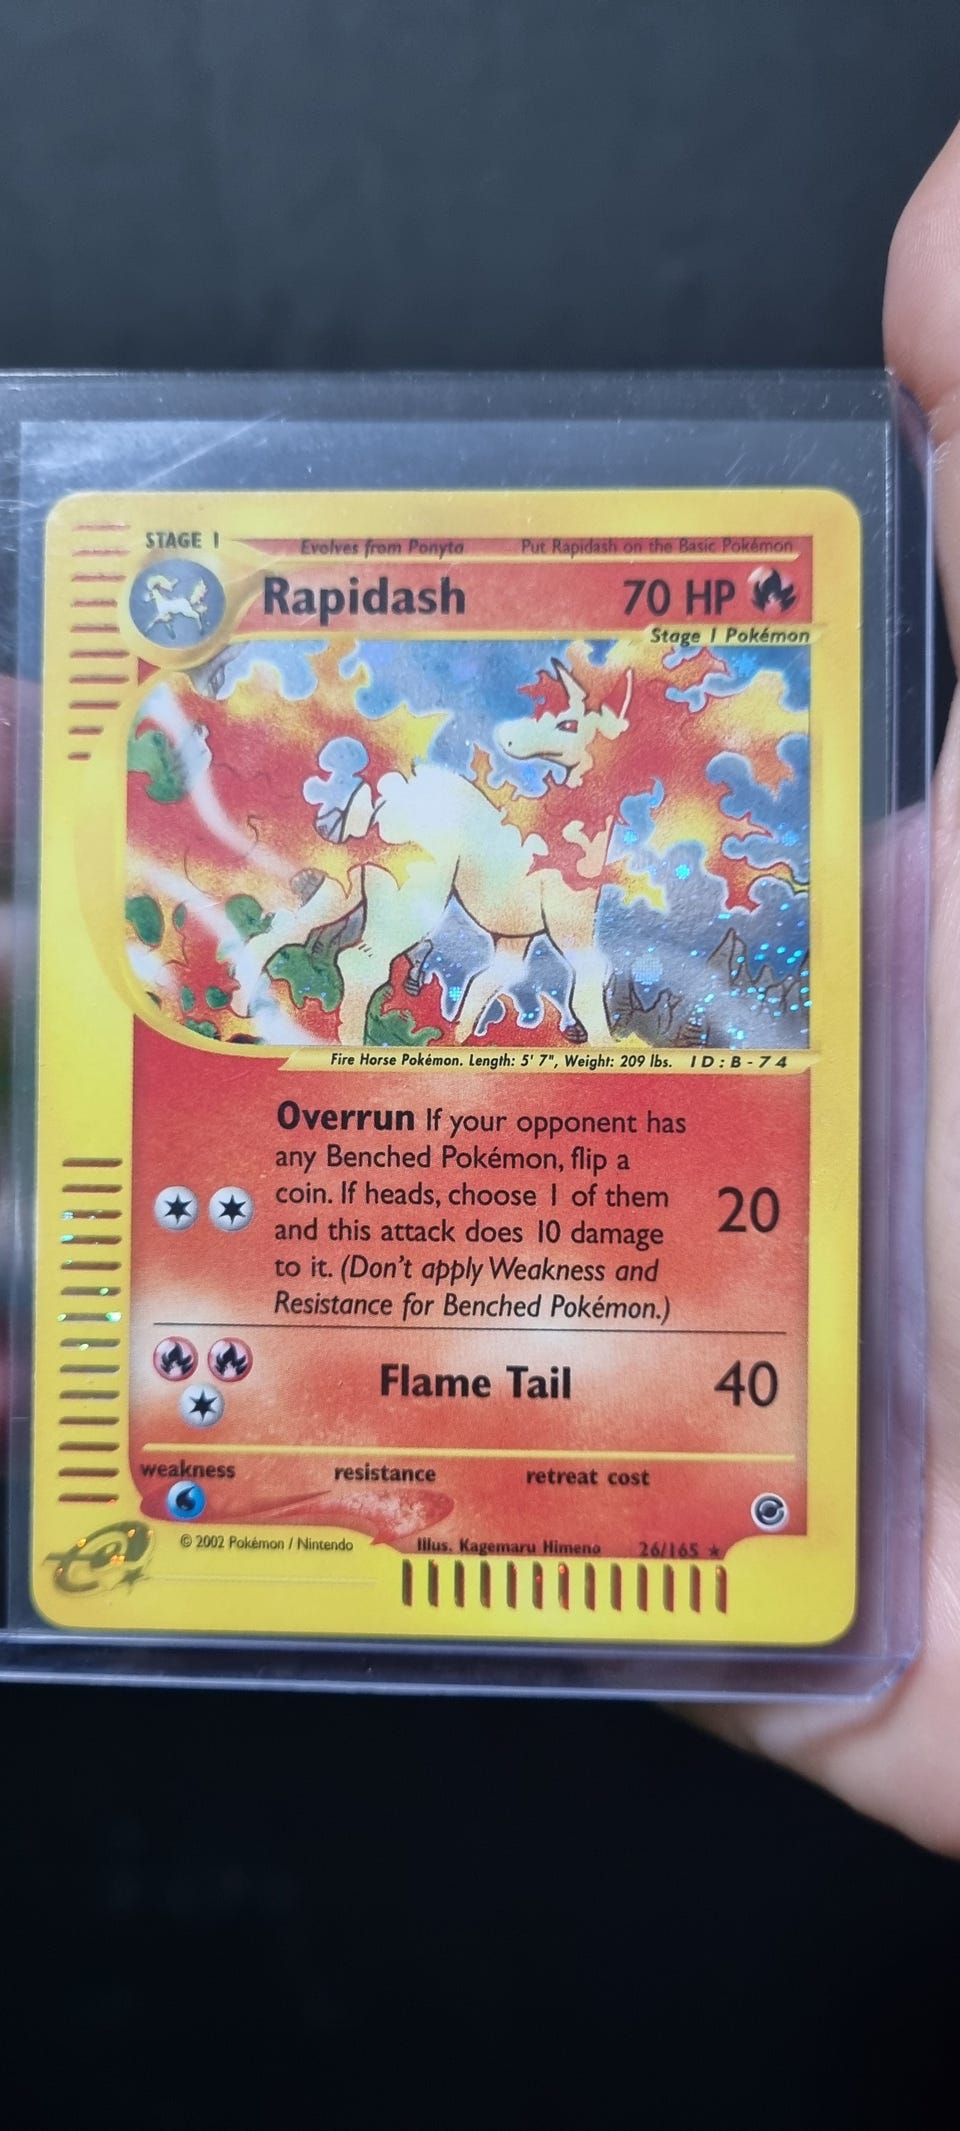 STAGE 1
Evolves from Ponyta Put Rapidash on the Basic Pokémon
Rapidash 70 HP
Stage 1 Pokémon
Fire Horse Pokémon. Length: 5' 7", Weight: 209 lbs. ID:B-74
Overrun If your opponent has
any Benched Pokémon, flip a
coin. If heads, choose 1 of them
and this attack does 10 damage
to it. (Don't apply Weakness and
Resistance for Benched Pokémon.)
20
Flame Tail 40
weakness resistance retreat cost
© 2002 Pokémon / Nintendo Illus. Kagemaru Himeno 26/165 ★
e